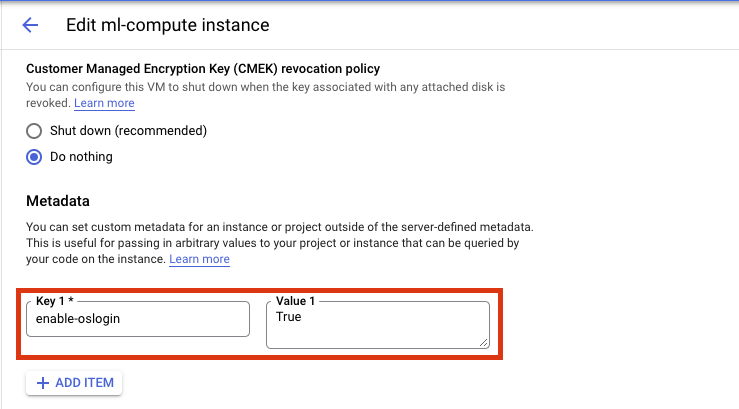 Edit ml-compute instance
Customer Managed Encryption Key (CMEK) revocation policy
You can configure this VM to shut down when the key associated with any attached disk is
revoked. Learn more
Shut down (recommended)
Do nothing
Metadata
You can set custom metadata for an instance or project outside of the server-defined metadata.
This is useful for passing in arbitrary values to your project or instance that can be queried by
your code on the instance. Learn more
Key 1 *
enable-oslogin
Value 1
True
+ ADD ITEM